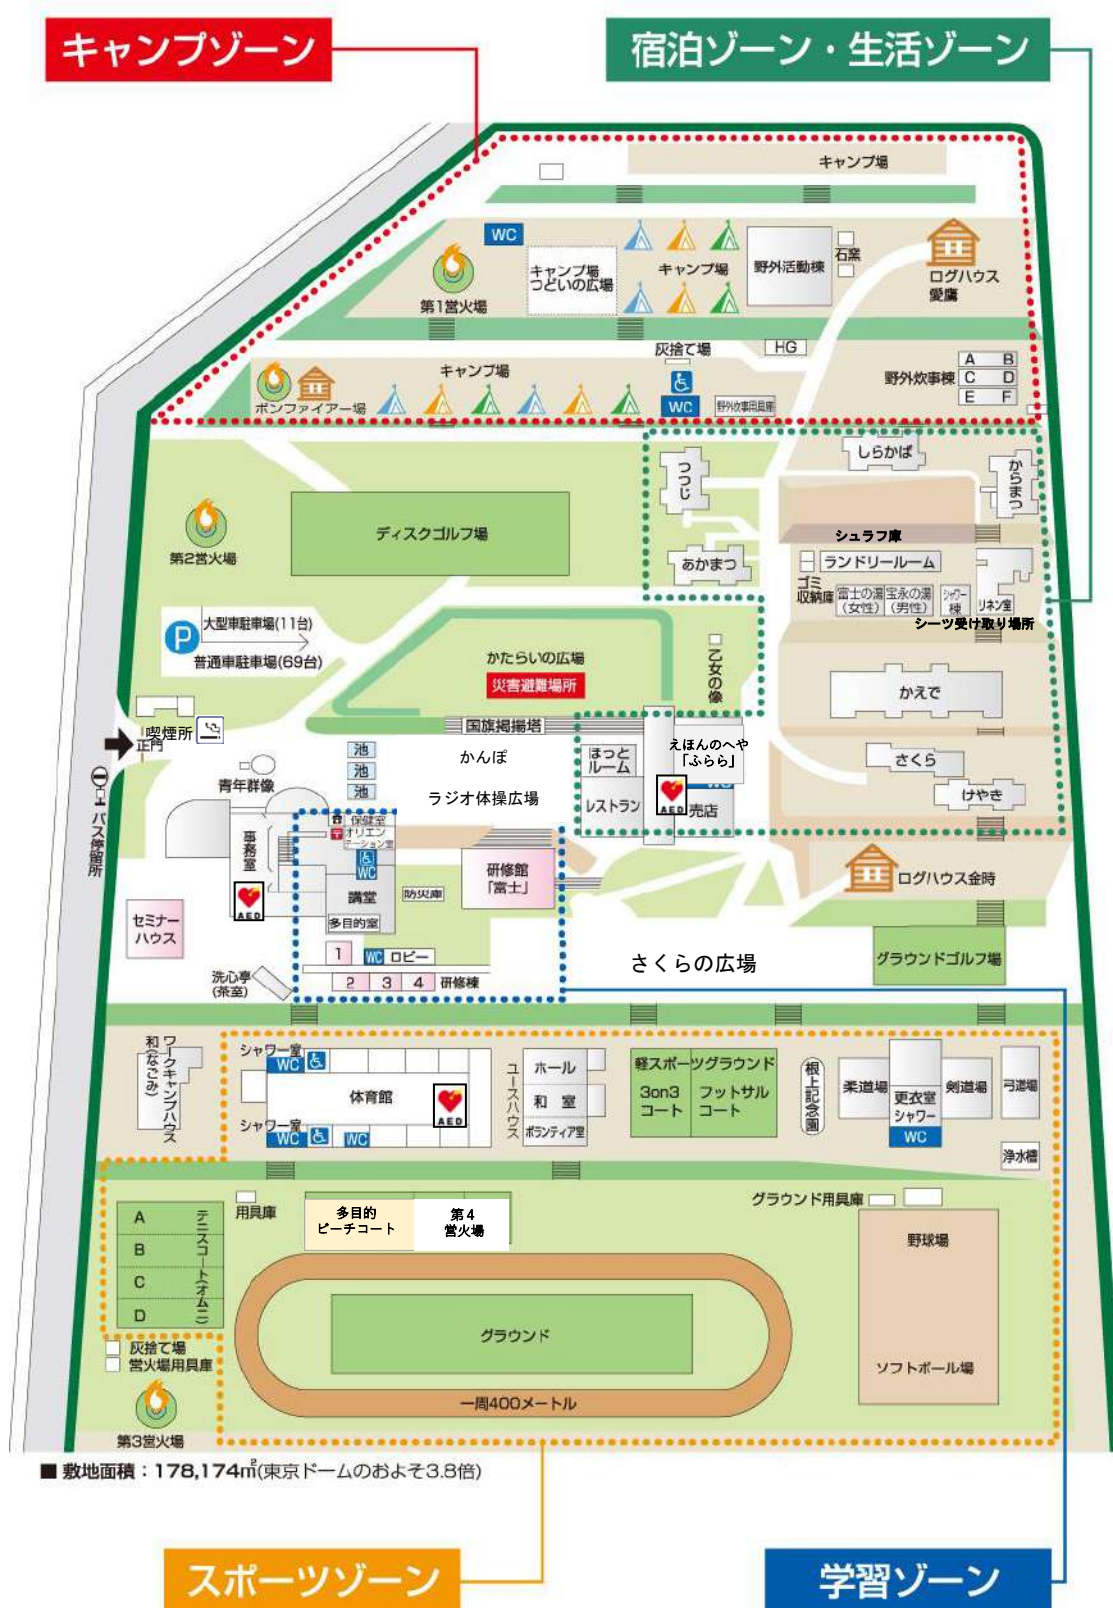 キャンプゾーン
宿泊ゾーン・生活ゾーン
キャンプ場
WC
第1営火場
キャンプ場
つどいの広場
キャンプ場
野外活動棟
石窯
ログハウス
愛鷹
ボンファイアー場
キャンプ場
灰捨て場
WC
HG
野外炊事用具庫
野外炊事棟
A B
C D
E F
第2営火場
ディスクゴルフ場
つつじ
あかまつ
しらかば
からまつ
シュラフ庫
ゴミ
収納庫
ランドリールーム
富士の湯
(女性)
宝永の湯
(男性)
シャワー
棟
リネン室
シーツ受け取り場所
P
大型車駐車場(11台)
普通車駐車場(69台)
かたらいの広場
災害避難場所
乙女の像
かえで
喫煙所
正門
バス停留所
国旗掲揚塔
池
池
池
かんぽ
ラジオ体操広場
ほっと
ルーム
レストラン
えほんのへや
「ふらら」
WC
AED
売店
さくら
けやき
青年群像
事務室
AED
保健室
オリエン
テーション室
WC
講堂
多目的室
防災庫
研修館
「富士」
ログハウス金時
セミナー
ハウス
1
WC
ロビー
2 3 4 研修棟
洗心亭
(茶室)
さくらの広場
グラウンドゴルフ場
ワークキャンプハウス
和(なごみ)
シャワー室
WC
体育館
AED
シャワー室
WC
WC
ユースハウス
ホール
和 室
ボランティア室
軽スポーツグラウンド
3on3
コート
フットサル
コート
根上記念園
柔道場
更衣室
シャワー
WC
剣道場
弓道場
浄水槽
A
B
C
D
テニスコート(オムニ)
用具庫
多目的
ビーチコート
第4
営火場
グラウンド用具庫
野球場
ソフトボール場
グラウンド
一周400メートル
灰捨て場
営火場用具庫
第3営火場
■ 敷地面積：178,174㎡(東京ドームのおよそ3.8倍)
スポーツゾーン
学習ゾーン